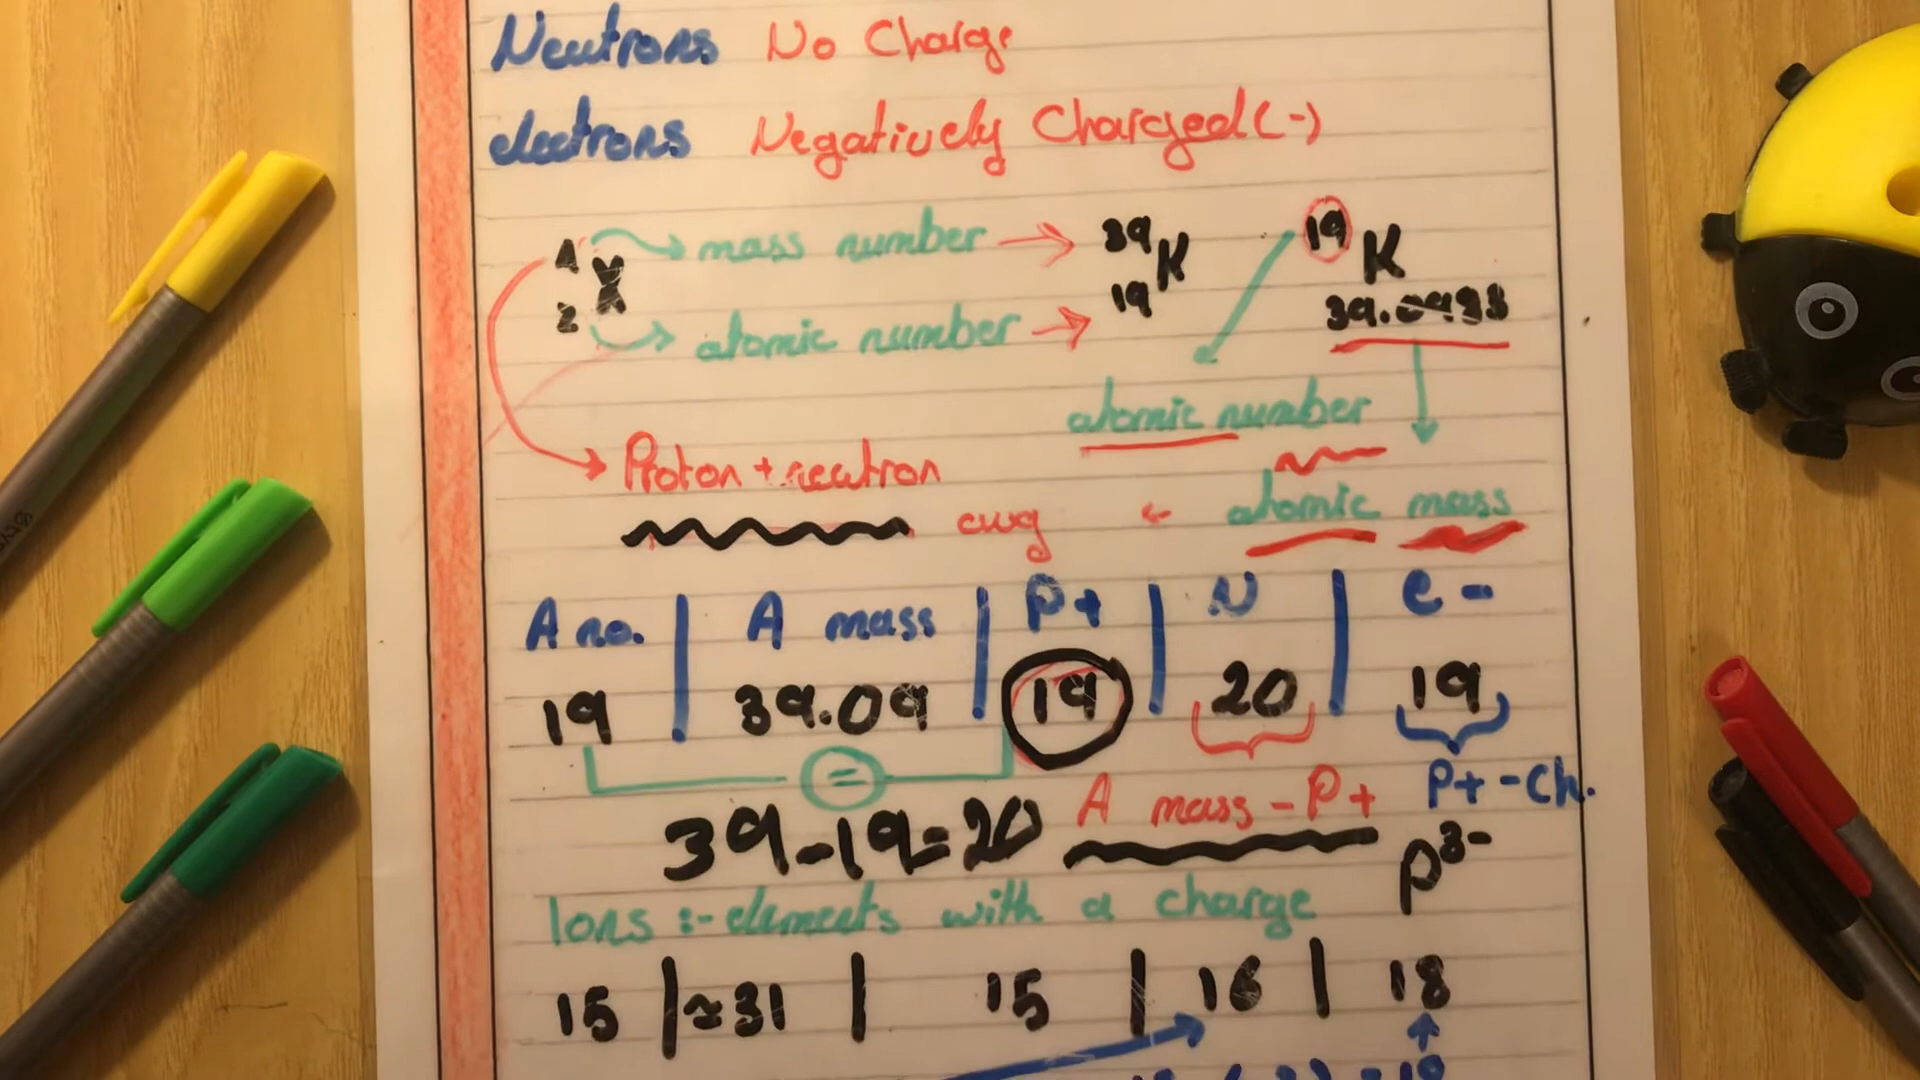 Neutrons No Charge
electrons Negatively Charged (-)
A mass number → 39 K 19 K
Z X atomic number → 19 39.0983
atomic number
Proton + neutron
avg ← atomic mass
A no. | A mass | P+ | N | e -
19 | 39.09 | 19 | 20 | 19
=
A mass - P+ P+ - Ch.
39-19=20
P3-
Ions :- elements with a charge
15 | ≈31 | 15 | 16 | 18